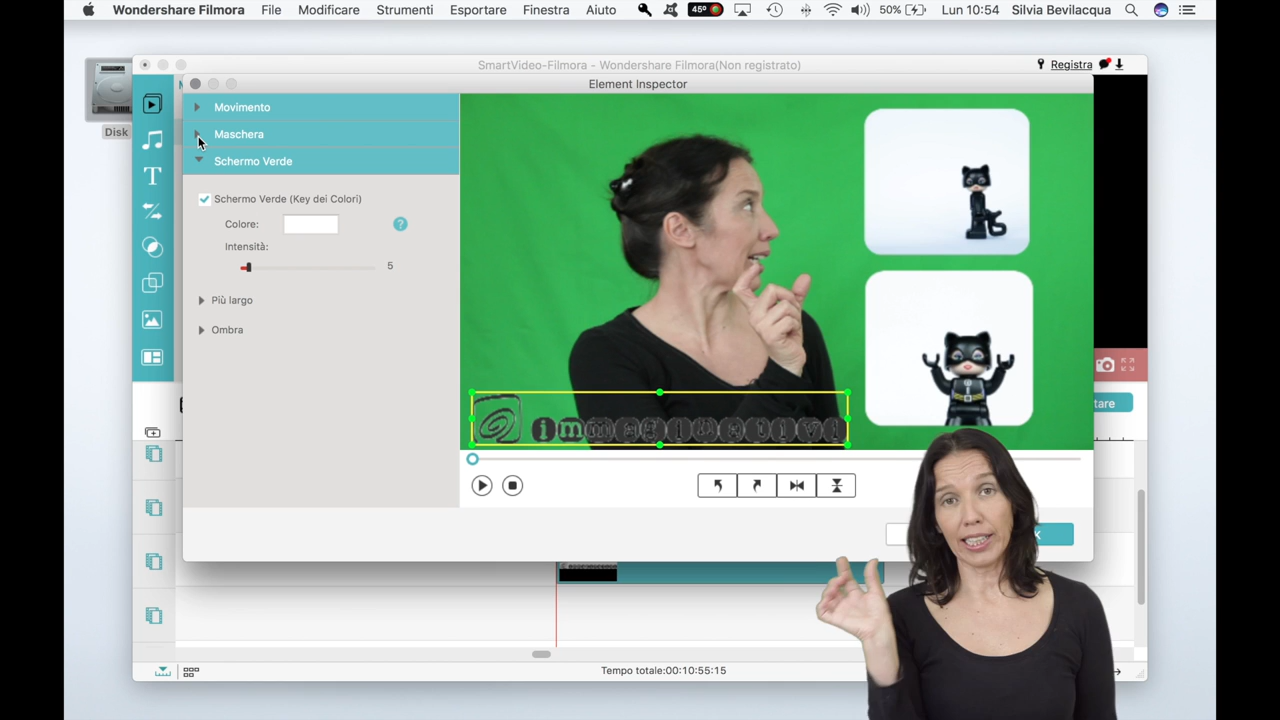 Wondershare Filmora File Modificare Strumenti Esportare Finestra Aiuto 45° 50% Lun 10:54 Silvia Bevilacqua
SmartVideo-Filmora - Wondershare Filmora(Non registrato)
Registra
Element Inspector
Disk
Movimento
Maschera
Schermo Verde
Schermo Verde (Key dei Colori)
Colore:
?
Intensità:
5
Più largo
Ombra
immaginativi
tare
K
Tempo totale:00:10:55:15